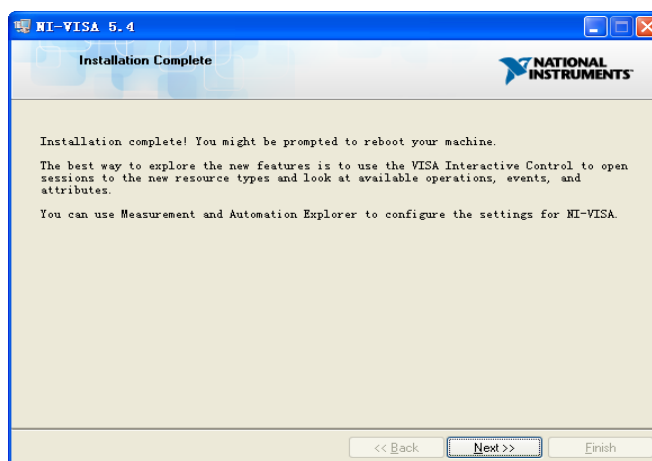 NI-VISA 5.4
Installation Complete
NATIONAL
INSTRUMENTS™
Installation complete! You might be prompted to reboot your machine.
The best way to explore the new features is to use the VISA Interactive Control to open
sessions to the new resource types and look at available operations, events, and
attributes.
You can use Measurement and Automation Explorer to configure the settings for NI-VISA.
<< Back
Next >>
Finish